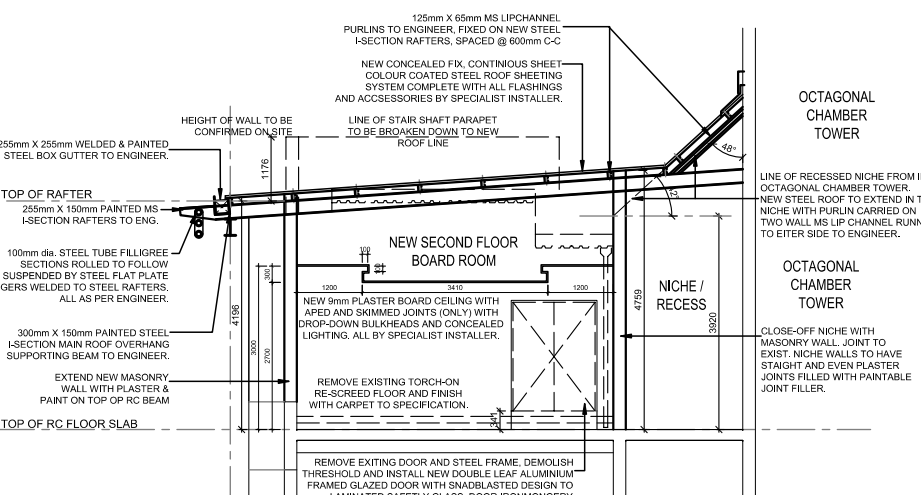 125mm X 65mm MS LIPCHANNEL
PURLINS TO ENGINEER, FIXED ON NEW STEEL
I-SECTION RAFTERS, SPACED @ 600mm C-C
NEW CONCEALED FIX, CONTINIOUS SHEET
COLOUR COATED STEEL ROOF SHEETING
SYSTEM COMPLETE WITH ALL FLASHINGS
AND ACCSESSORIES BY SPECIALIST INSTALLER.
HEIGHT OF WALL TO BE
CONFIRMED ON SITE
LINE OF STAIR SHAFT PARAPET
TO BE BROAKEN DOWN TO NEW
ROOF LINE
255mm X 255mm WELDED & PAINTED
STEEL BOX GUTTER TO ENGINEER.
1176
TOP OF RAFTER
255mm X 150mm PAINTED MS
I-SECTION RAFTERS TO ENG.
100mm dia. STEEL TUBE FILLIGREE
SECTIONS ROLLED TO FOLLOW
SUSPENDED BY STEEL FLAT PLATE
GERS WELDED TO STEEL RAFTERS.
ALL AS PER ENGINEER.
300mm X 150mm PAINTED STEEL
I-SECTION MAIN ROOF OVERHANG
SUPPORTING BEAM TO ENGINEER.
EXTEND NEW MASONRY
WALL WITH PLASTER &
PAINT ON TOP OP RC BEAM
TOP OF RC FLOOR SLAB
4196
3000
300
2700
100
NEW SECOND FLOOR
BOARD ROOM
1200
3410
1200
NEW 9mm PLASTER BOARD CEILING WITH
APED AND SKIMMED JOINTS (ONLY) WITH
DROP-DOWN BULKHEADS AND CONCEALED
LIGHTING. ALL BY SPECIALIST INSTALLER.
REMOVE EXISTING TORCH-ON
RE-SCREED FLOOR AND FINISH
WITH CARPET TO SPECIFICATION.
341
REMOVE EXITING DOOR AND STEEL FRAME, DEMOLISH
THRESHOLD AND INSTALL NEW DOUBLE LEAF ALUMINIUM
FRAMED GLAZED DOOR WITH SNADBLASTED DESIGN TO
LAMINATED SAFETLY GLASS. DOOR IRONMONGERY
4759
NICHE /
RECESS
3920
48°
OCTAGONAL
CHAMBER
TOWER
LINE OF RECESSED NICHE FROM
OCTAGONAL CHAMBER TOWER.
NEW STEEL ROOF TO EXTEND IN
NICHE WITH PURLIN CARRIED ON
TWO WALL MS LIP CHANNEL RUNN
TO EITER SIDE TO ENGINEER.
OCTAGONAL
CHAMBER
TOWER
CLOSE-OFF NICHE WITH
MASONRY WALL. JOINT TO
EXIST. NICHE WALLS TO HAVE
STAIGHT AND EVEN PLASTER
JOINTS FILLED WITH PAINTABLE
JOINT FILLER.